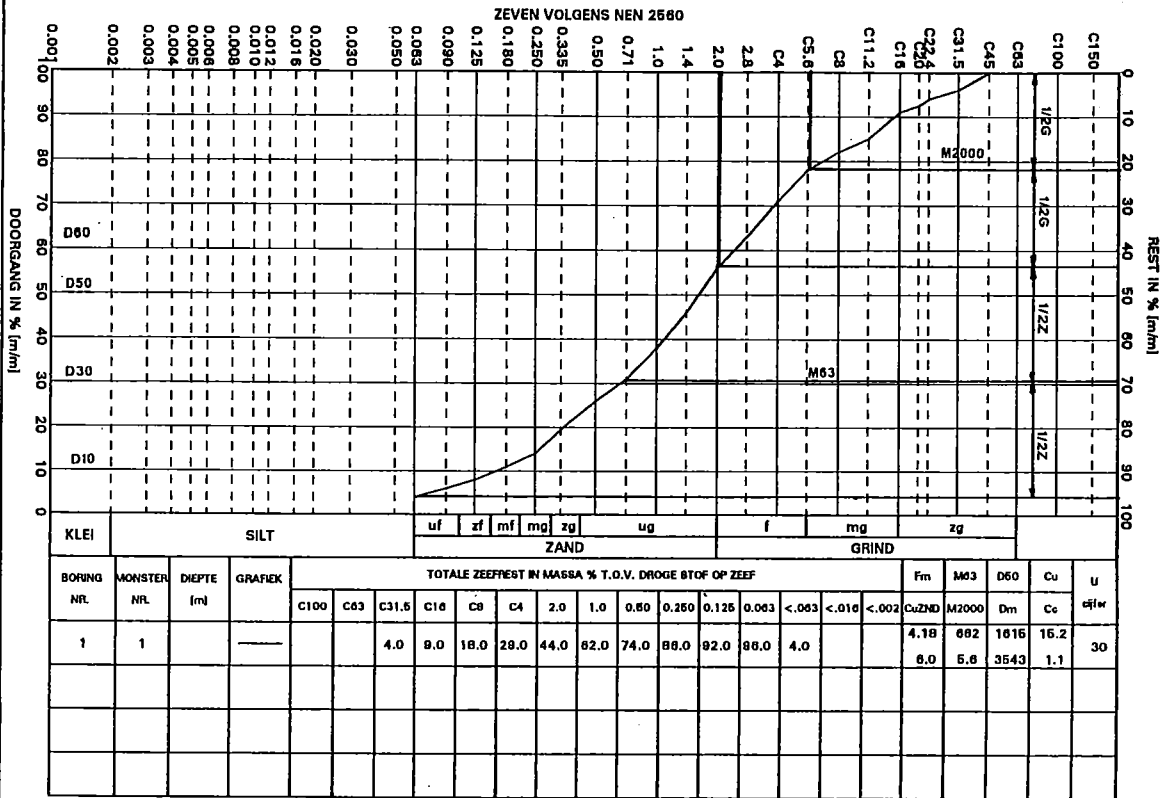 ZEVEN VOLGENS NEN 2560
0.001 0.002 0.003 0.004 0.005 0.006 0.008 0.010 0.012 0.016 0.020 0.030 0.050 0.063 0.090 0.125 0.180 0.250 0.335 0.50 0.71 1.0 1.4 2.0 2.8 C4 C5.6 C8 C11.2 C16 C22.4 C31.5 C45 C63 C100 C150
100 90 80 70 60 50 40 30 20 10 0
DOORGANG IN % [m/m]
0 10 20 30 40 50 60 70 80 90 100
REST IN % [m/m]
1/2G
M2000
1/2G
D60
D50
1/2Z
D30
M63
1/2Z
D10
KLEI SILT uf zf mf mg zg ug f mg zg
ZAND GRIND
BORING NR. MONSTER NR. DIEPTE [m] GRAFIEK TOTALE ZEEFREST IN MASSA % T.O.V. DROGE STOF OP ZEEF Fm M63 D50 Cu U cijfer
C100 C63 C31.5 C16 C8 C4 2.0 1.0 0.50 0.250 0.125 0.063 <.063 <.016 <.002 CuZND M2000 Dm Cc
1 1 4.0 9.0 18.0 29.0 44.0 62.0 74.0 86.0 92.0 96.0 4.0 4.18 662 1615 15.2 30
6.0 5.6 3543 1.1